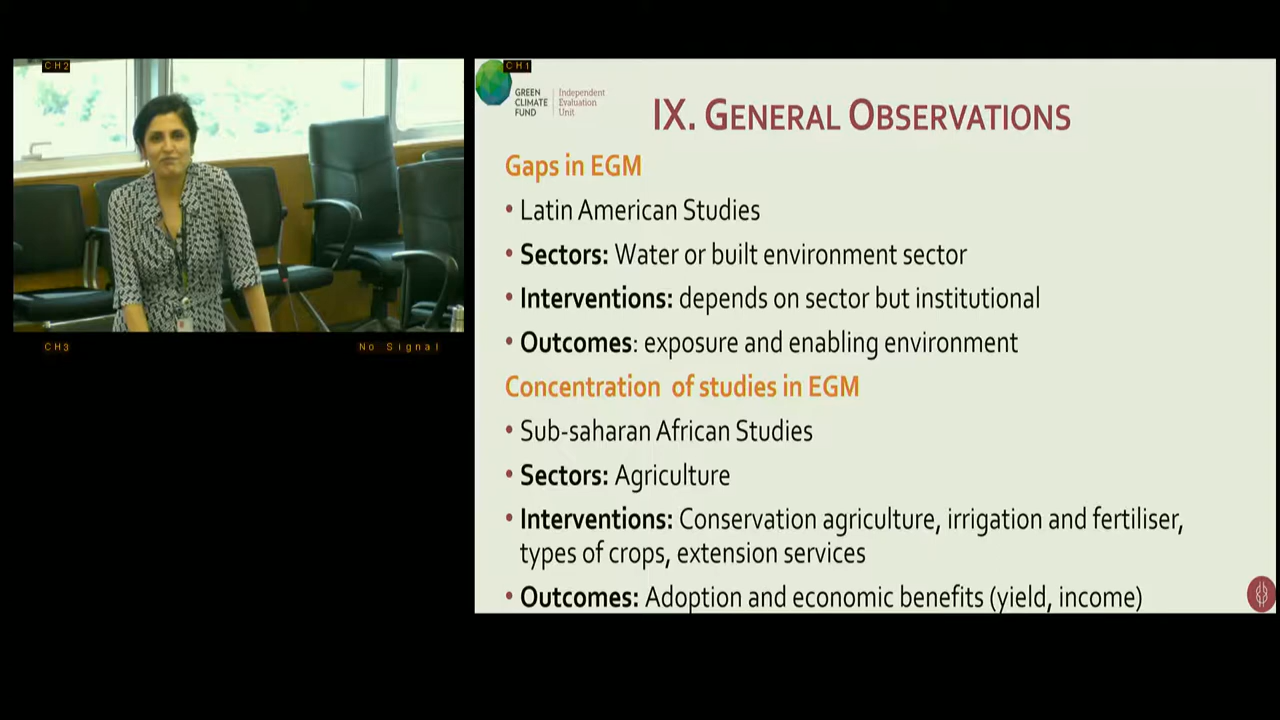 CH2
CH1
GREEN
CLIMATE
FUND
Independent
Evaluation
Unit
IX. GENERAL OBSERVATIONS
Gaps in EGM
• Latin American Studies
• Sectors: Water or built environment sector
• Interventions: depends on sector but institutional
• Outcomes: exposure and enabling environment
Concentration of studies in EGM
• Sub-saharan African Studies
• Sectors: Agriculture
• Interventions: Conservation agriculture, irrigation and fertiliser,
types of crops, extension services
• Outcomes: Adoption and economic benefits (yield, income)
CH3
No Signal